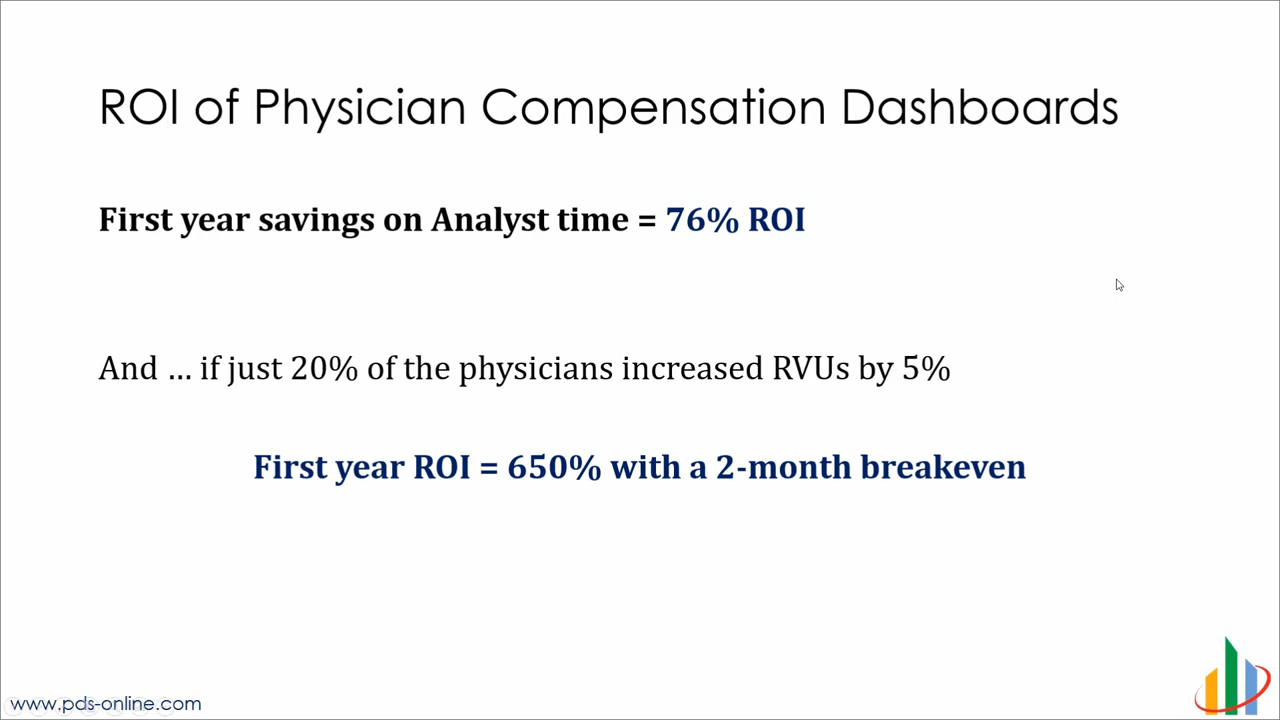 ROI of Physician Compensation Dashboards
First year savings on Analyst time = 76% ROI
And … if just 20% of the physicians increased RVUs by 5%
First year ROI = 650% with a 2-month breakeven
www.pds-online.com